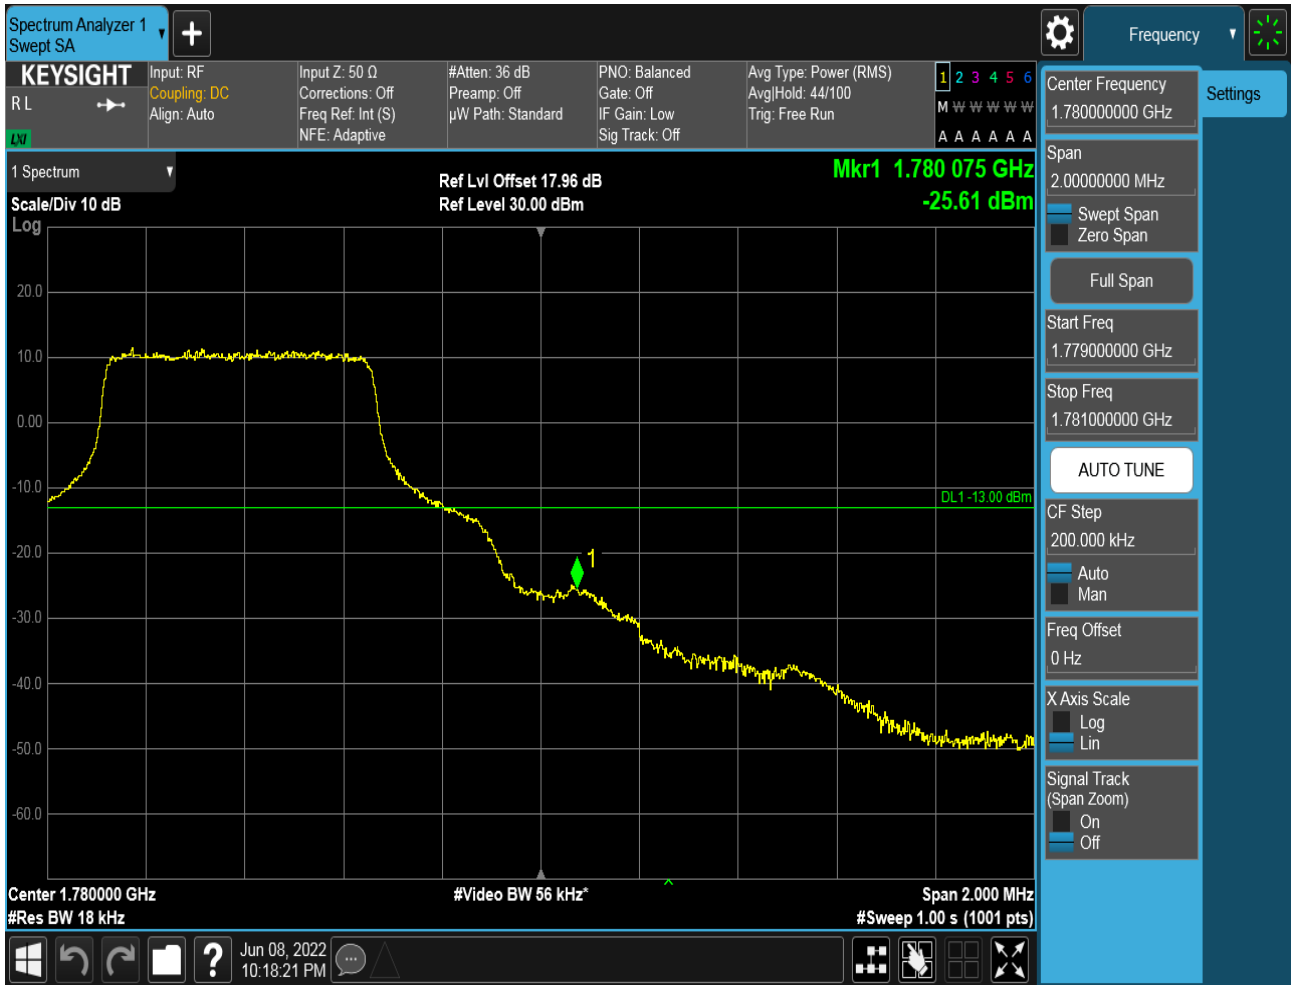 Spectrum Analyzer 1
Swept SA
Frequency
KEYSIGHT
R L
LXI
Input: RF
Coupling: DC
Align: Auto
Input Z: 50 Ω
Corrections: Off
Freq Ref: Int (S)
NFE: Adaptive
#Atten: 36 dB
Preamp: Off
µW Path: Standard
PNO: Balanced
Gate: Off
IF Gain: Low
Sig Track: Off
Avg Type: Power (RMS)
Avg|Hold: 44/100
Trig: Free Run
1 2 3 4 5 6
M W W W W W
A A A A A A
1 Spectrum
Scale/Div 10 dB
Log
Ref Lvl Offset 17.96 dB
Ref Level 30.00 dBm
Mkr1 1.780 075 GHz
-25.61 dBm
20.0
10.0
0.00
-10.0
DL1 -13.00 dBm
-20.0
1
-30.0
-40.0
-50.0
-60.0
Center 1.780000 GHz
#Video BW 56 kHz*
Span 2.000 MHz
#Res BW 18 kHz
#Sweep 1.00 s (1001 pts)
?
Jun 08, 2022
10:18:21 PM
Center Frequency
1.780000000 GHz
Settings
Span
2.00000000 MHz
Swept Span
Zero Span
Full Span
Start Freq
1.779000000 GHz
Stop Freq
1.781000000 GHz
AUTO TUNE
CF Step
200.000 kHz
Auto
Man
Freq Offset
0 Hz
X Axis Scale
Log
Lin
Signal Track
(Span Zoom)
On
Off